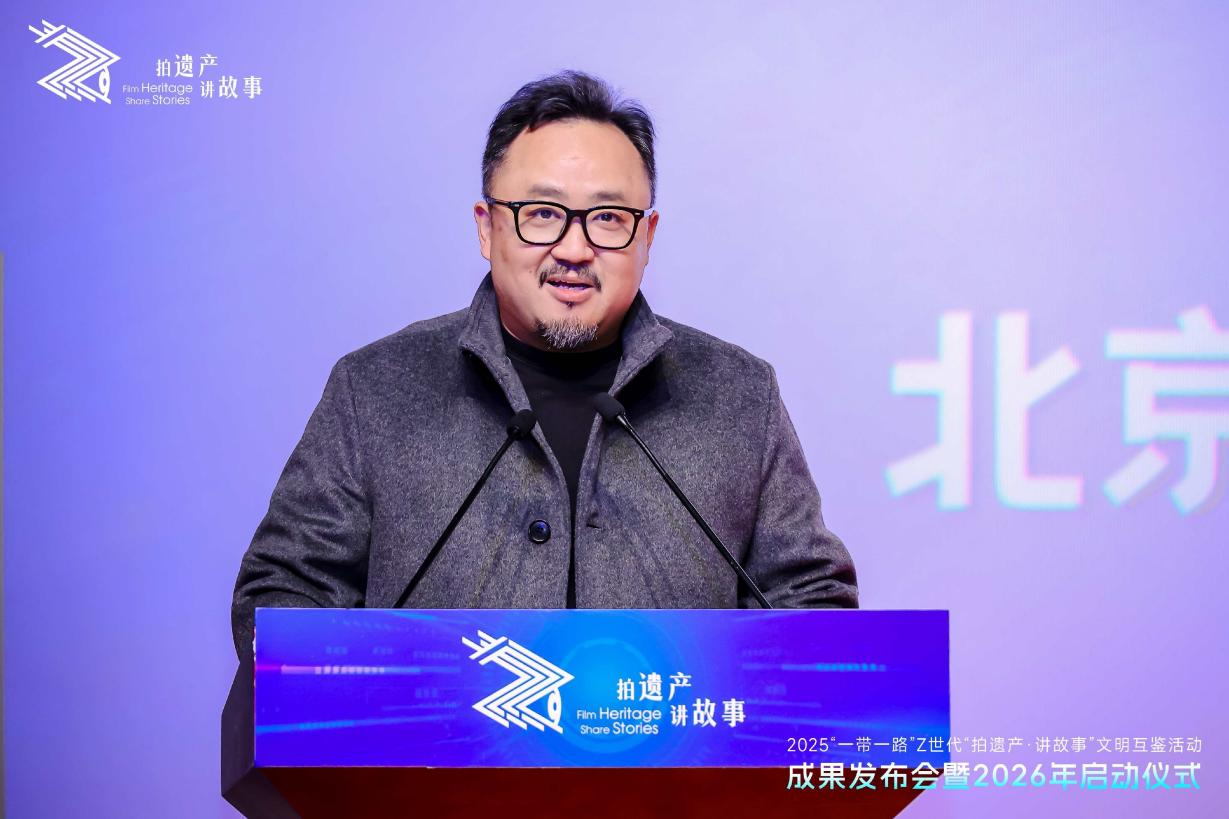 拍遗产
Film Heritage
Share Stories
讲故事
北京
拍遗产
Film Heritage
Share Stories
讲故事
2025“一带一路”Z世代“拍遗产·讲故事”文明互鉴活动
成果发布会暨2026年启动仪式